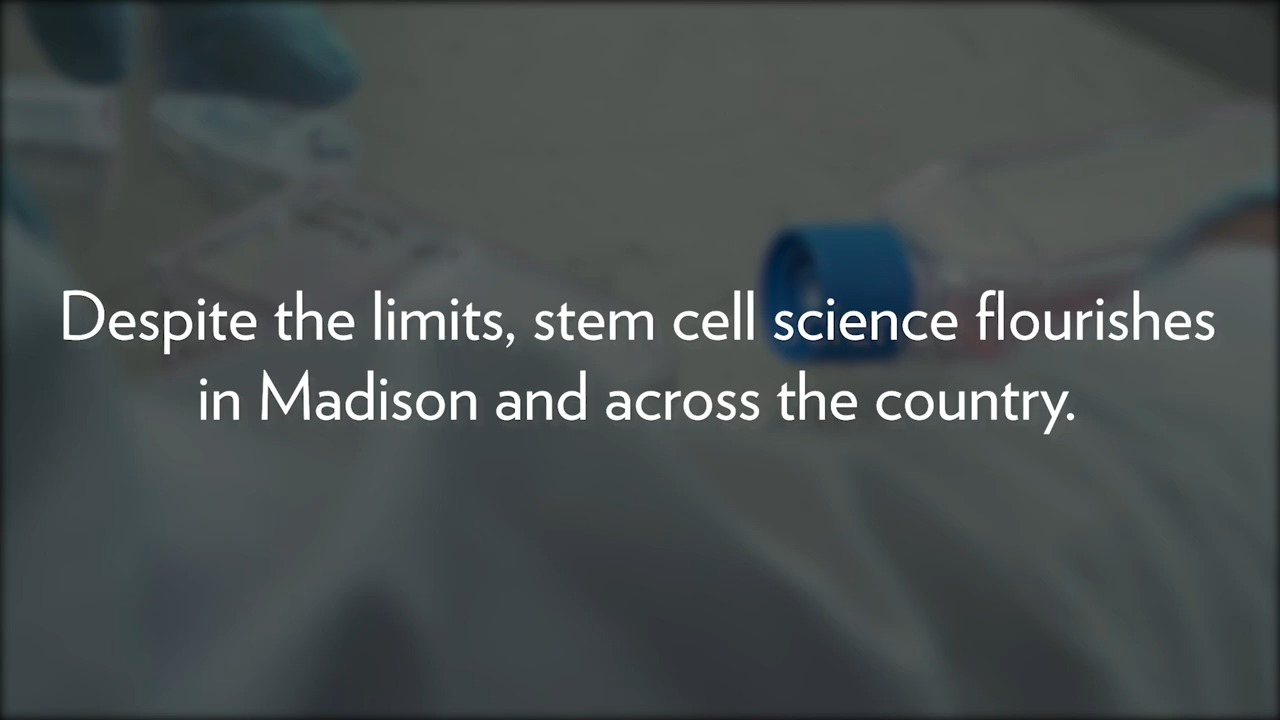 Despite the limits, stem cell science flourishes
in Madison and across the country.